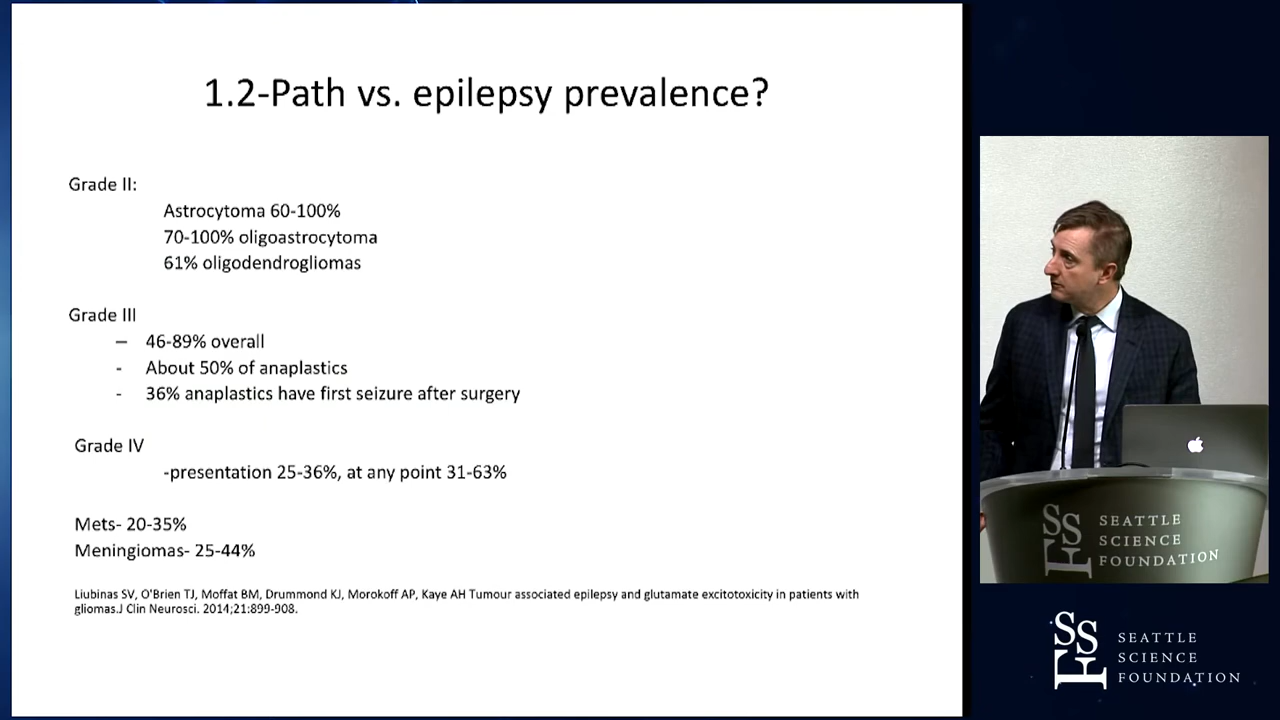 1.2-Path vs. epilepsy prevalence?
Grade II:
Astrocytoma 60-100%
70-100% oligoastrocytoma
61% oligodendrogliomas
Grade III
– 46-89% overall
- About 50% of anaplastics
- 36% anaplastics have first seizure after surgery
Grade IV
-presentation 25-36%, at any point 31-63%
Mets- 20-35%
Meningiomas- 25-44%
Liubinas SV, O'Brien TJ, Moffat BM, Drummond KJ, Morokoff AP, Kaye AH Tumour associated epilepsy and glutamate excitotoxicity in patients with
gliomas.J Clin Neurosci. 2014;21:899-908.
SSF
SEATTLE
SCIENCE
FOUNDATION
SSF
SEATTLE
SCIENCE
FOUNDATION